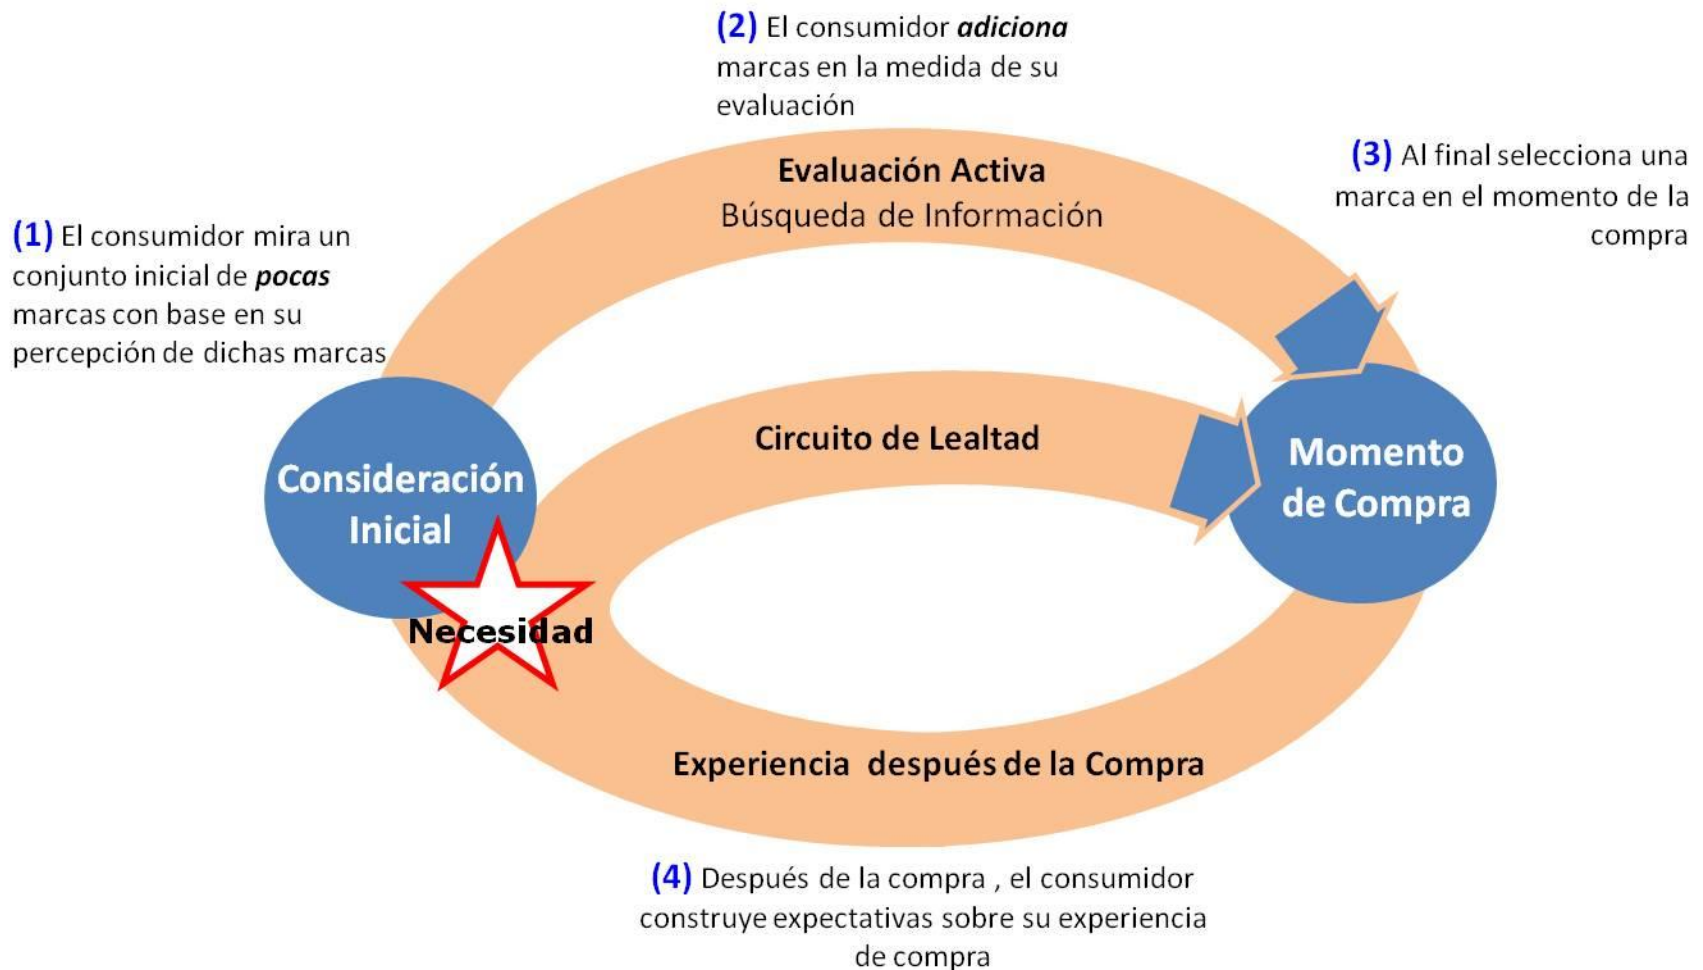 (2) El consumidor adiciona
marcas en la medida de su
evaluación
(3) Al final selecciona una
marca en el momento de la
compra
Evaluación Activa
Búsqueda de Información
(1) El consumidor mira un
conjunto inicial de pocas
marcas con base en su
percepción de dichas marcas
Circuito de Lealtad
Consideración
Inicial
Momento
de Compra
Necesidad
Experiencia después de la Compra
(4) Después de la compra , el consumidor
construye expectativas sobre su experiencia
de compra